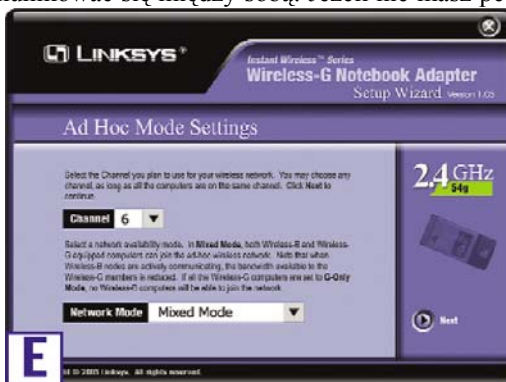 LINKSYS®
Instant Wireless™ Series
Wireless-G Notebook Adapter
Setup Wizard Version 1.03
Ad Hoc Mode Settings
Select the Channel you plan to use for your wireless network. You may choose any
channel, as long as all the computers are on the same channel. Click Next to
continue.
Channel 6
Select a network availability mode. In Mixed Mode, both Wireless-B and Wireless-
G equipped computers can join the ad-hoc wireless network. Note that when
Wireless-B nodes are actively communicating, the bandwidth available to the
Wireless-G members is reduced. If all the Wireless-G computers are set to G-Only
Mode, no Wireless-B computers will be able to join the network.
Network Mode Mixed Mode
2,4 GHz
54g
Next
E
2003 Linksys. All rights reserved.